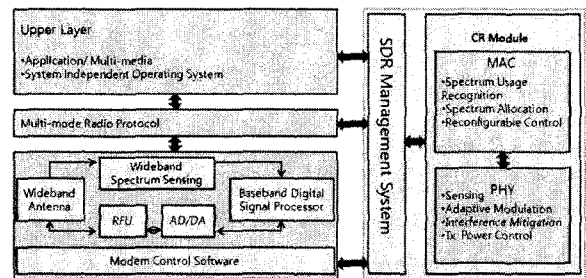 Upper Layer
•Application/ Multi-media
•System Independent Operating System
Multi-mode Radio Protocol
Wideband
Spectrum Sensing
Wideband
Antenna
RFU
AD/DA
Baseband Digital
Signal Processor
Modem Control Software
SDR Management System
CR Module
MAC
•Spectrum Usage
Recognition
•Spectrum Allocation
•Reconfigurable Control
PHY
•Sensing
•Adaptive Modulation
•Interference Mitigation
•Tx Power Control